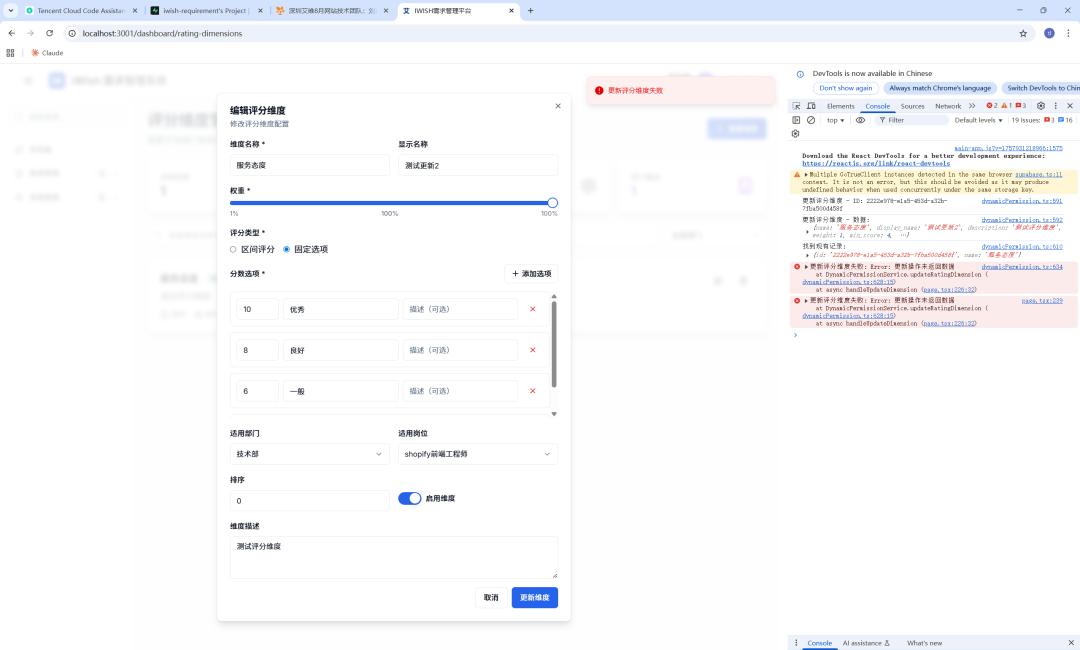 Tencent Cloud Code Assistan
iwish-requirement's Project
深圳艾维6月网站技术团队：刘
IWISH需求管理平台
localhost:3001/dashboard/rating-dimensions
Claude
更新评分维度失败
编辑评分维度
修改评分维度配置
维度名称 *
显示名称
服务态度
测试更新2
权重 *
1%
100%
100%
评分类型 *
区间评分
固定选项
分数选项 *
添加选项
10
优秀
描述（可选）
8
良好
描述（可选）
6
一般
描述（可选）
适用部门
适用岗位
技术部
shopify前端工程师
排序
0
启用维度
维度描述
测试评分维度
取消
更新维度
DevTools is now available in Chinese
Don't show again
Always match Chrome's language
Switch DevTools to Chin
Elements
Console
Sources
Network
2
1
3
top
Filter
Default levels
19 Issues:
3
16
main-app.js?v=1757931218966:1575
Download the React DevTools for a better development experience:
https://reactjs.org/link/react-devtools
Multiple GoTrueClient instances detected in the same browser supabase.ts:11
context. It is not an error, but this should be avoided as it may produce
undefined behavior when used concurrently under the same storage key.
更新评分维度 - ID: 2222e978-e1a5-453d-a32b- dynamicPermission.ts:591
7fba500d458f
更新评分维度 - 数据: dynamicPermission.ts:592
{name: '服务态度', display_name: '测试更新2', description: '测试评分维度',
weight: 1, min_score: 4, …}
找到现有记录: dynamicPermission.ts:610
{id: '2222e978-e1a5-453d-a32b-7fba500d458f', name: '服务态度'}
更新评分维度失败: Error: 更新操作未返回数据 dynamicPermission.ts:634
at DynamicPermissionService.updateRatingDimension (
dynamicPermission.ts:628:15)
at async handleUpdateDimension (page.tsx:226:32)
更新评分维度失败: Error: 更新操作未返回数据 page.tsx:239
at DynamicPermissionService.updateRatingDimension (
dynamicPermission.ts:628:15)
at async handleUpdateDimension (page.tsx:226:32)
Console
AI assistance
What's new